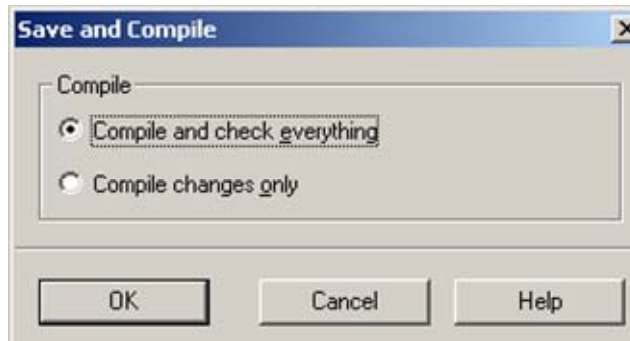 Save and Compile
Compile
Compile and check everything
Compile changes only
OK
Cancel
Help